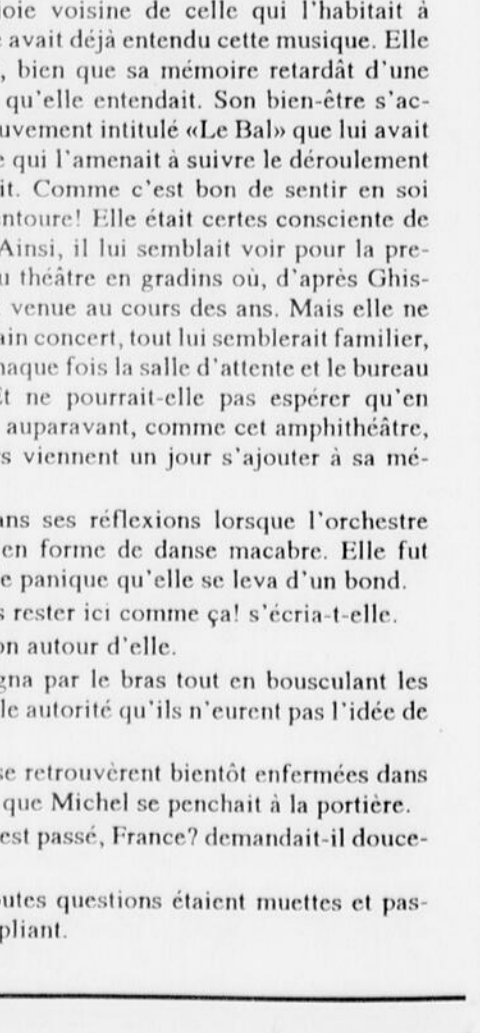 joie voisine de celle qui l'habitait à
avait déjà entendu cette musique. Elle
, bien que sa mémoire retardât d'une
qu'elle entendait. Son bien-être s'ac-
uvement intitulé «Le Bal» que lui avait
e qui l'amenait à suivre le déroulement
it. Comme c'est bon de sentir en soi
ntoure! Elle était certes consciente de
Ainsi, il lui semblait voir pour la pre-
u théâtre en gradins où, d'après Ghis-
venue au cours des ans. Mais elle ne
ain concert, tout lui semblerait familier,
haque fois la salle d'attente et le bureau
Et ne pourrait-elle pas espérer qu'en
auparavant, comme cet amphithéâtre,
s viennent un jour s'ajouter à sa mé-
ans ses réflexions lorsque l'orchestre
en forme de danse macabre. Elle fut
e panique qu'elle se leva d'un bond.
s rester ici comme ça! s'écria-t-elle.
on autour d'elle.
gna par le bras tout en bousculant les
le autorité qu'ils n'eurent pas l'idée de
se retrouvèrent bientôt enfermées dans
que Michel se penchait à la portière.
est passé, France? demandait-il douce-
outes questions étaient muettes et pas-
pliant.